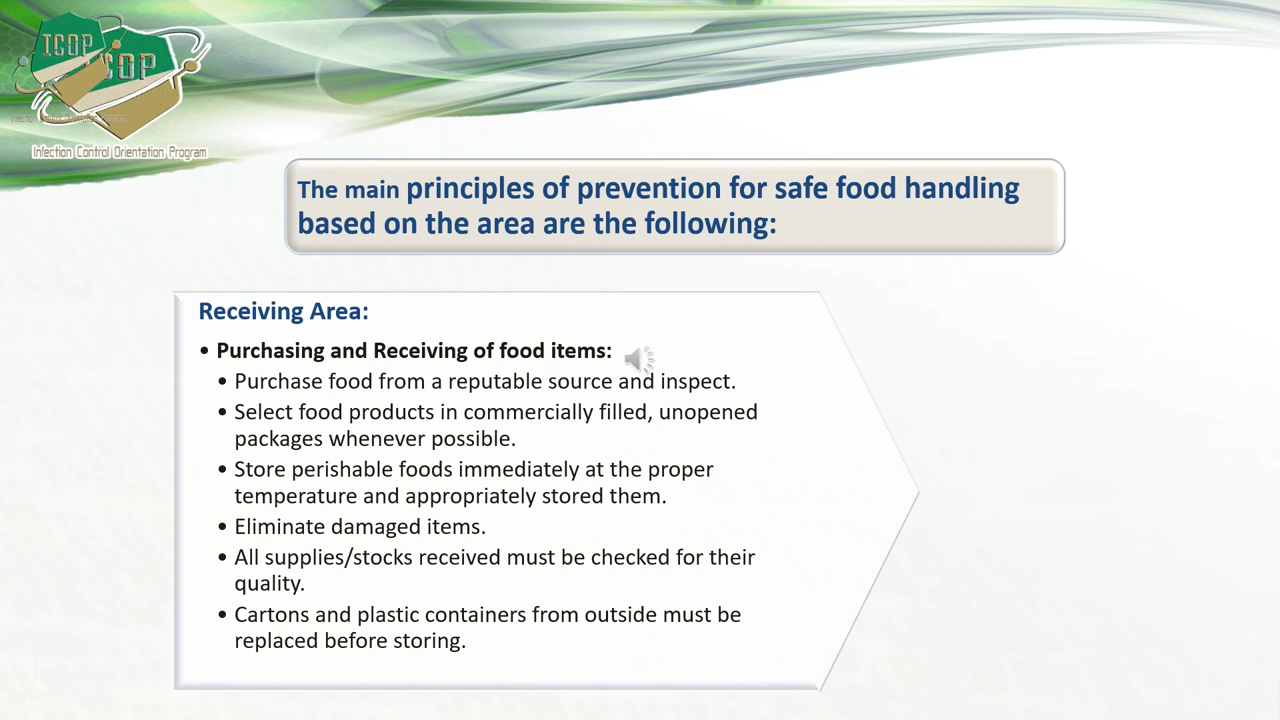 ICOP
COP
Infection Control Orientation Program
The main principles of prevention for safe food handling
based on the area are the following:
Receiving Area:
• Purchasing and Receiving of food items:
• Purchase food from a reputable source and inspect.
• Select food products in commercially filled, unopened
packages whenever possible.
• Store perishable foods immediately at the proper
temperature and appropriately stored them.
• Eliminate damaged items.
• All supplies/stocks received must be checked for their
quality.
• Cartons and plastic containers from outside must be
replaced before storing.